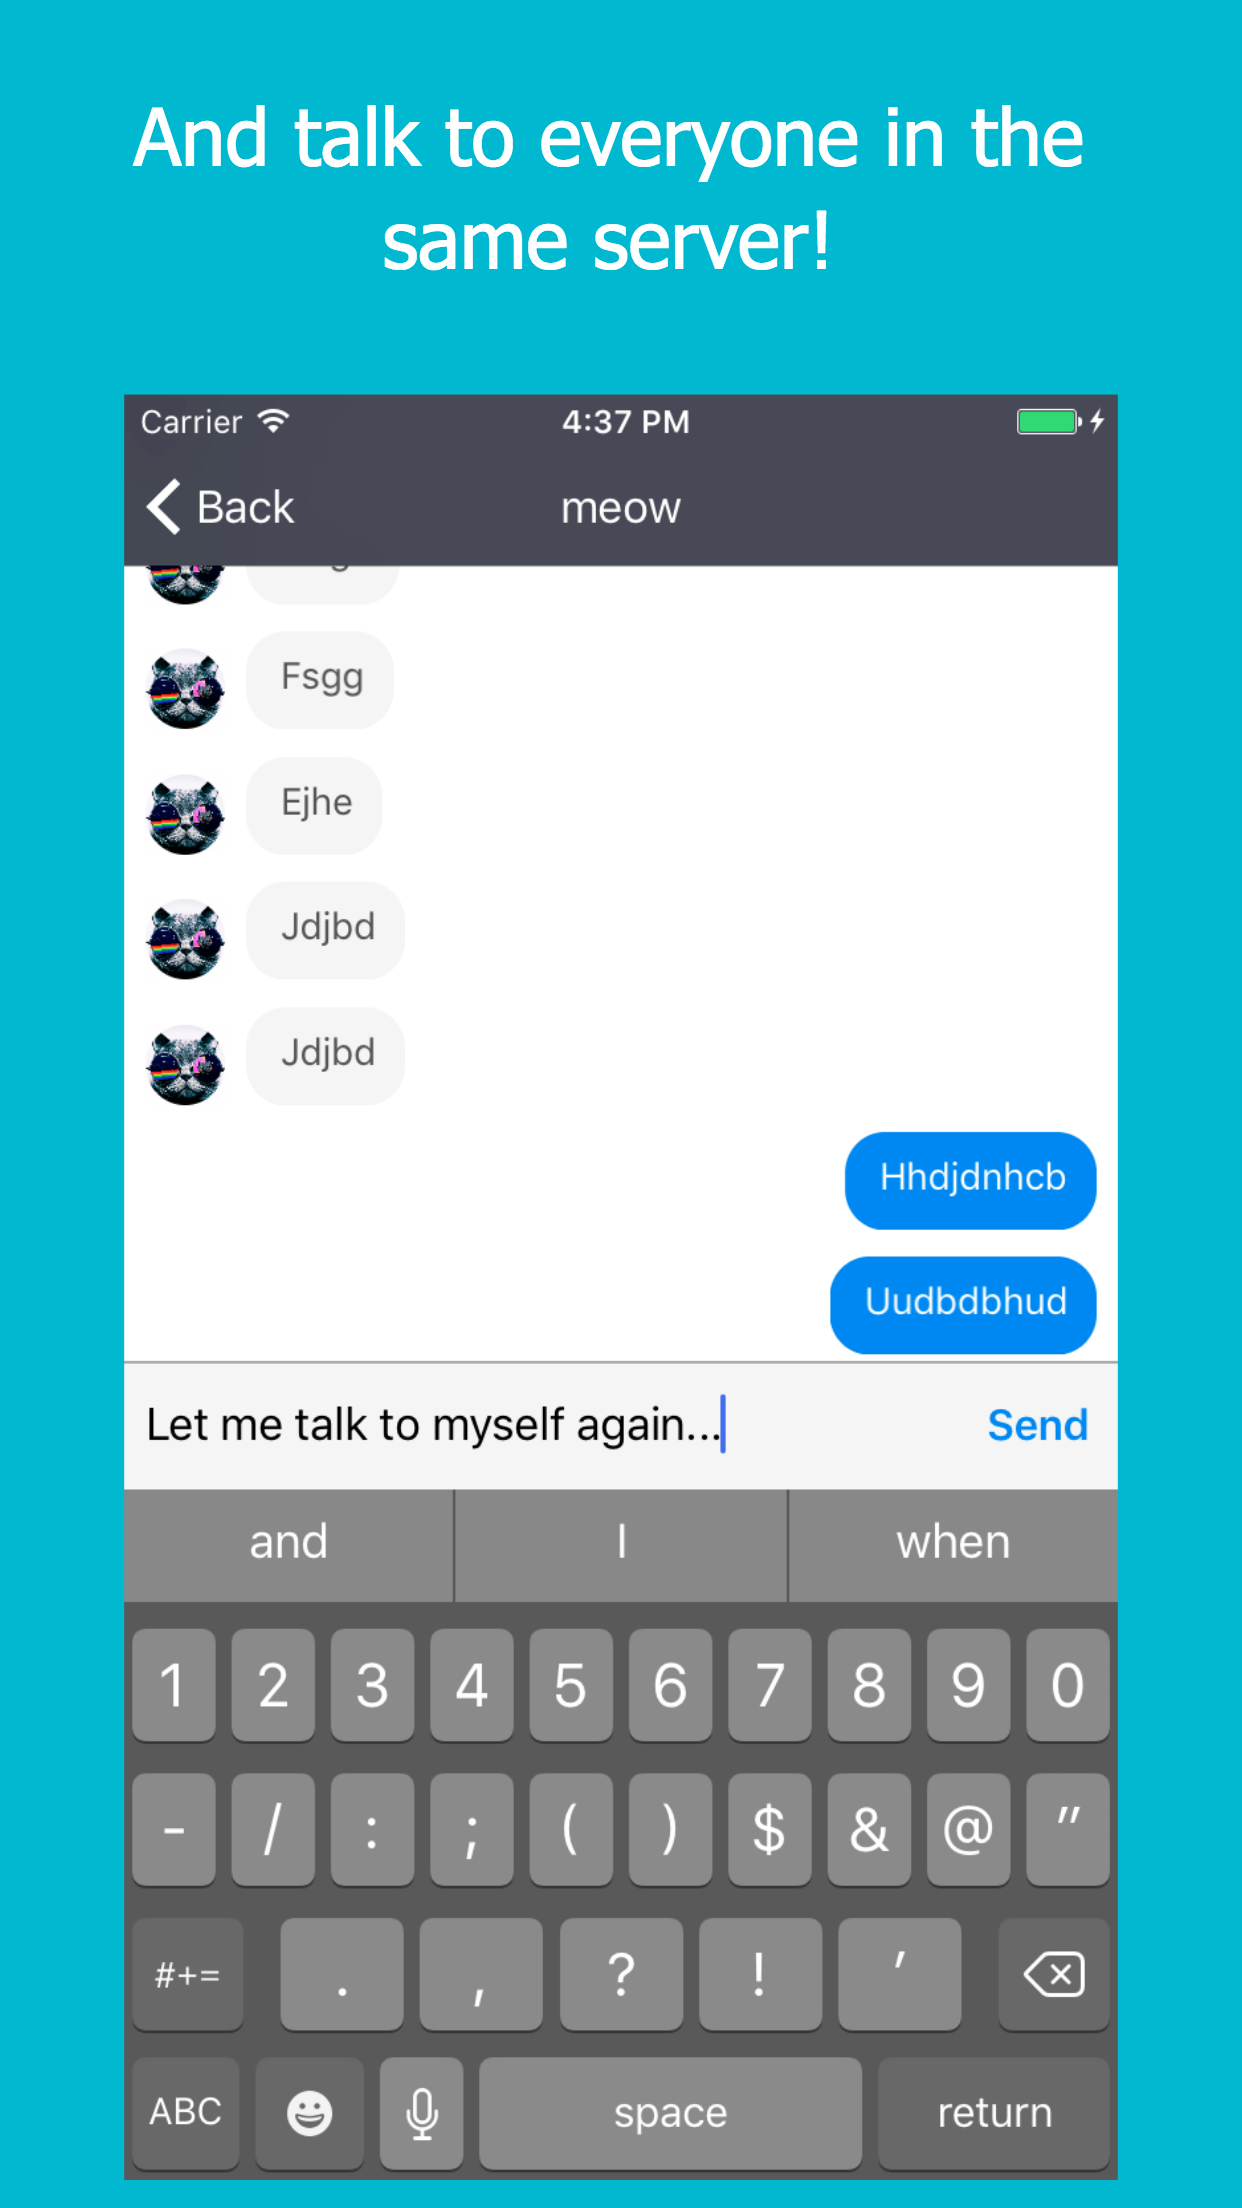 And talk to everyone in the
same server!
Carrier 4:37 PM
Back meow
Fsgg
Ejhe
Jdjbd
Jdjbd
Hhdjdnhcb
Uudbdbhud
Let me talk to myself again... Send
and I when
1 2 3 4 5 6 7 8 9 0
- / : ; ( ) $ & @ "
#+= . , ? ! '
ABC space return